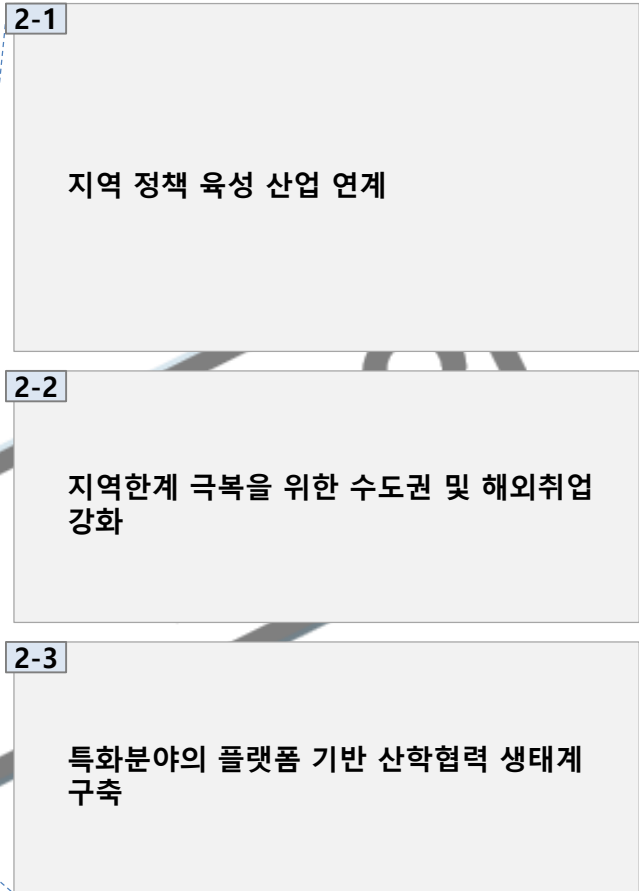 2-1
지역 정책 육성 산업 연계
2-2
지역한계 극복을 위한 수도권 및 해외취업
강화
2-3
특화분야의 플랫폼 기반 산학협력 생태계
구축